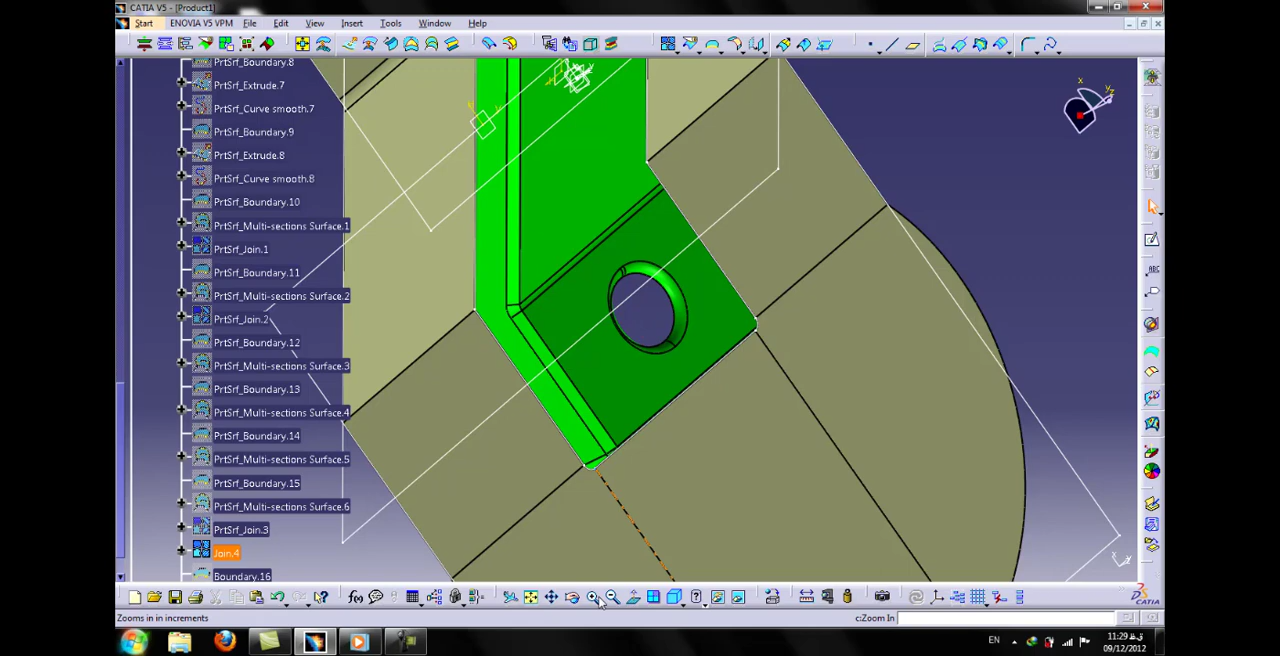 CATIA V5 - [Product1]
Start ENOVIA V5 VPM File Edit View Insert Tools Window Help
PrtSrf_Boundary.8
PrtSrf_Extrude.7
PrtSrf_Curve smooth.7
PrtSrf_Boundary.9
PrtSrf_Extrude.8
PrtSrf_Curve smooth.8
PrtSrf_Boundary.10
PrtSrf_Multi-sections Surface.1
PrtSrf_Join.1
PrtSrf_Boundary.11
PrtSrf_Multi-sections Surface.2
PrtSrf_Join.2
PrtSrf_Boundary.12
PrtSrf_Multi-sections Surface.3
PrtSrf_Boundary.13
PrtSrf_Multi-sections Surface.4
PrtSrf_Boundary.14
PrtSrf_Multi-sections Surface.5
PrtSrf_Boundary.15
PrtSrf_Multi-sections Surface.6
PrtSrf_Join.3
Join.4
Boundary.16
f(x)
CATIA
Zooms in in increments c:Zoom In
EN 11:29 ق.ظ
09/12/2012